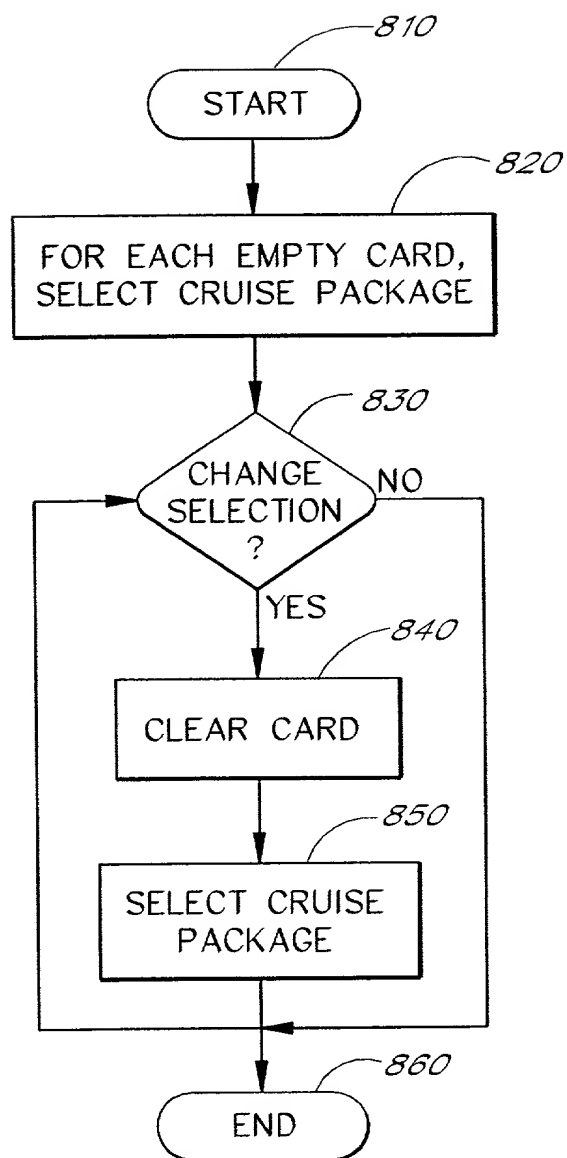 810
START
820
FOR EACH EMPTY CARD,
SELECT CRUISE PACKAGE
830
CHANGE
SELECTION
?
NO
YES
840
CLEAR CARD
850
SELECT CRUISE
PACKAGE
860
END